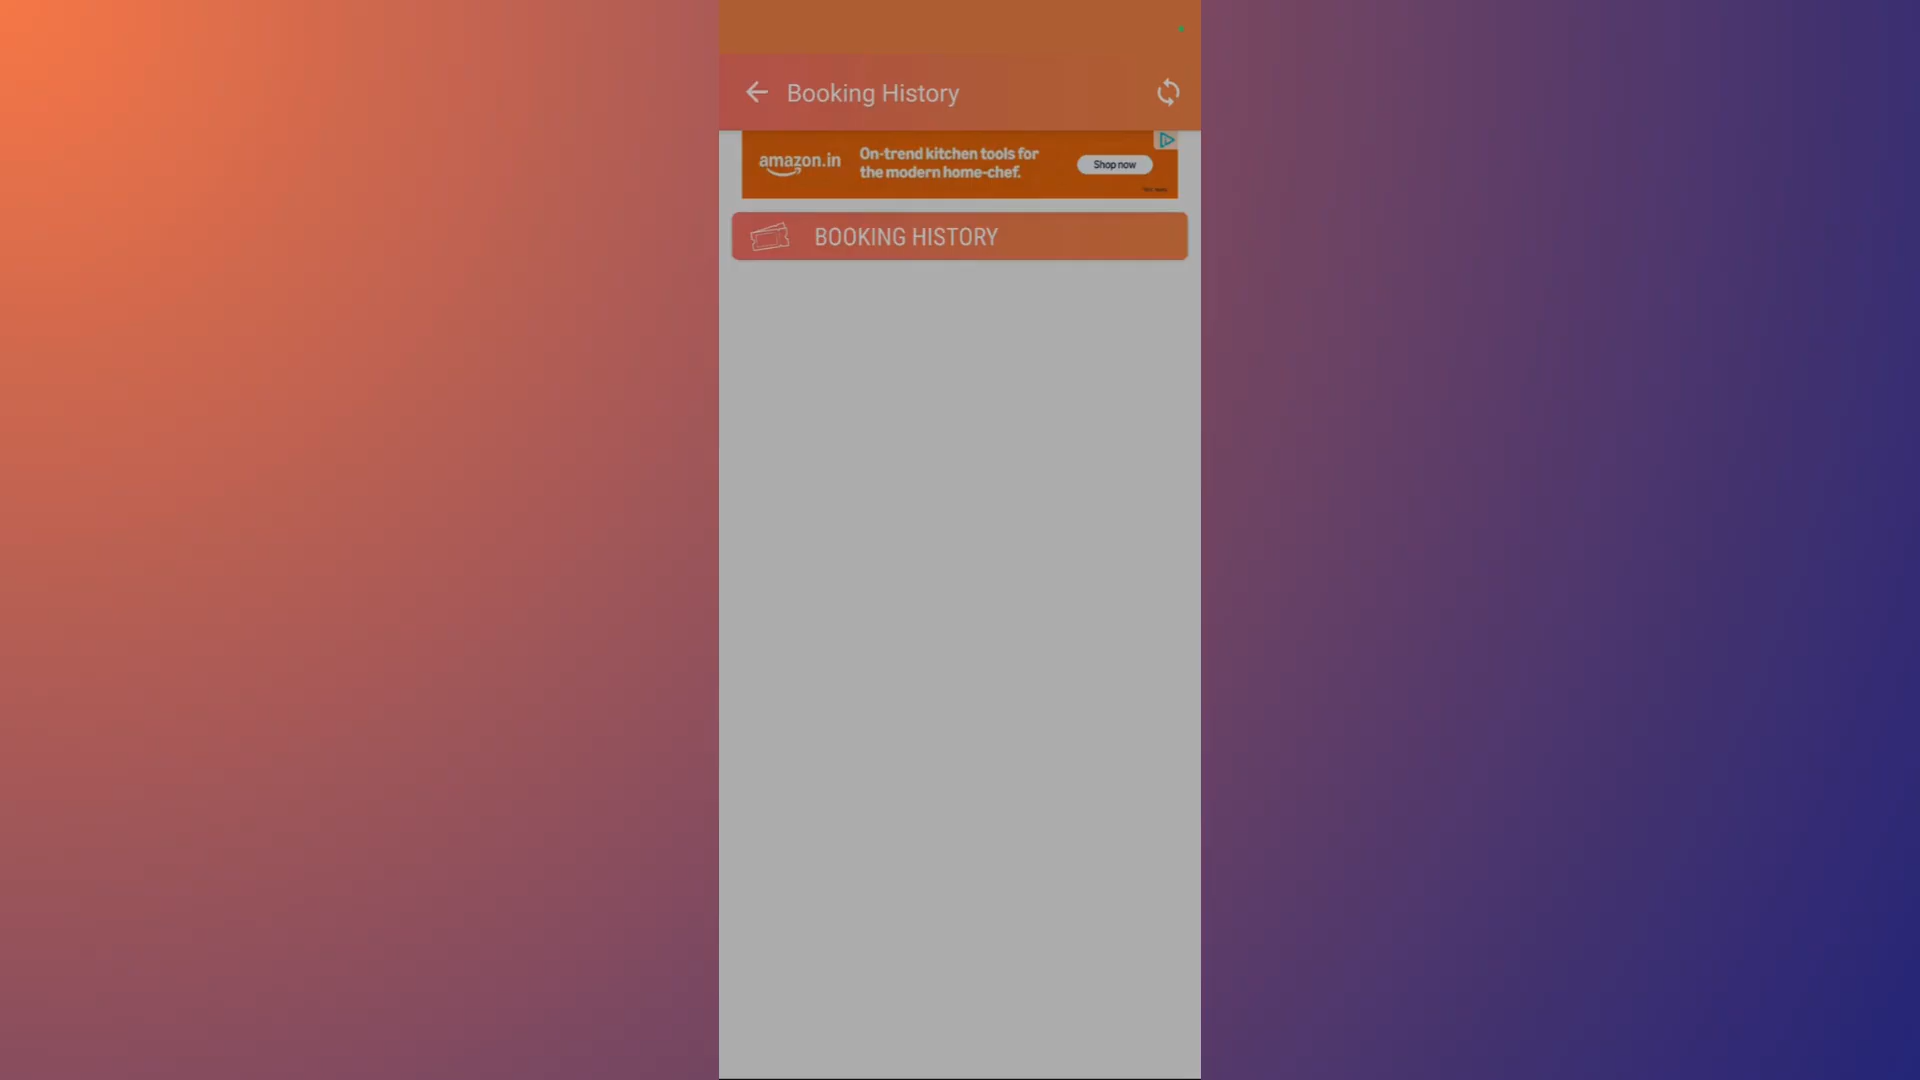 Booking History
amazon.in
On-trend kitchen tools for
the modern home-chef.
Shop now
BOOKING HISTORY